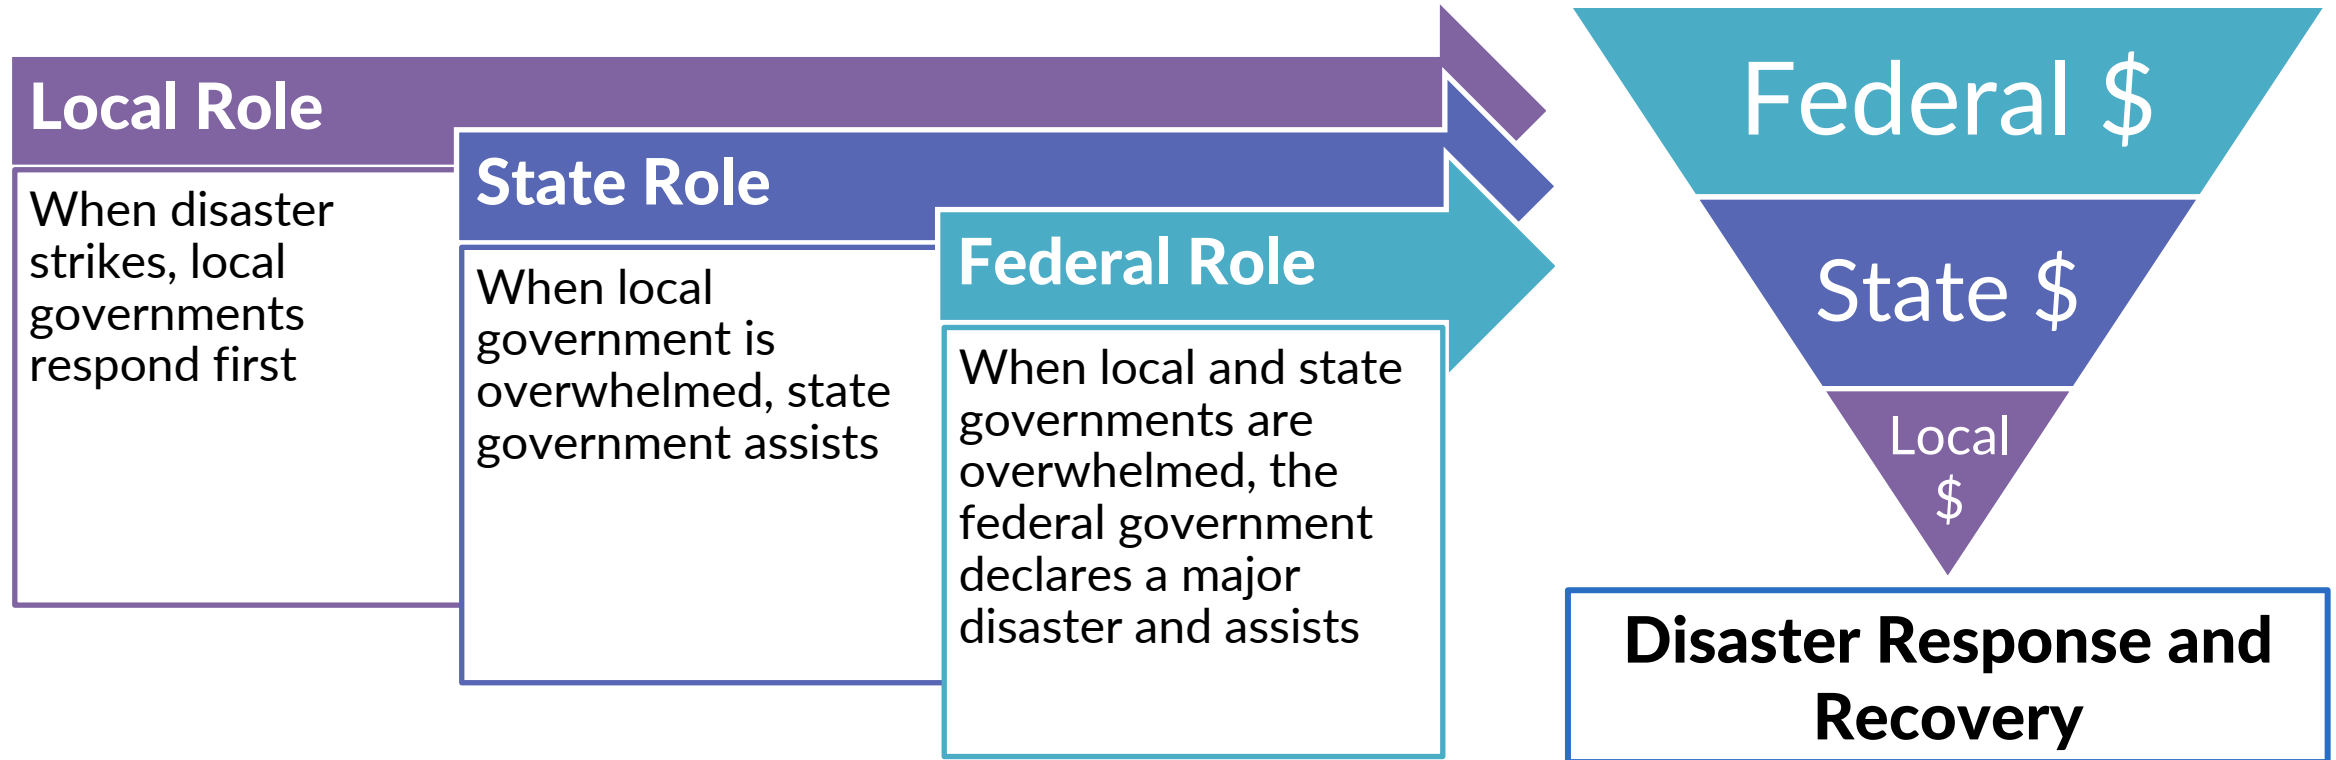 Local Role
When disaster
strikes, local
governments
respond first
State Role
When local
government is
overwhelmed, state
government assists
Federal Role
When local and state
governments are
overwhelmed, the
federal government
declares a major
disaster and assists
Federal $
State $
Local
$
Disaster Response and
Recovery